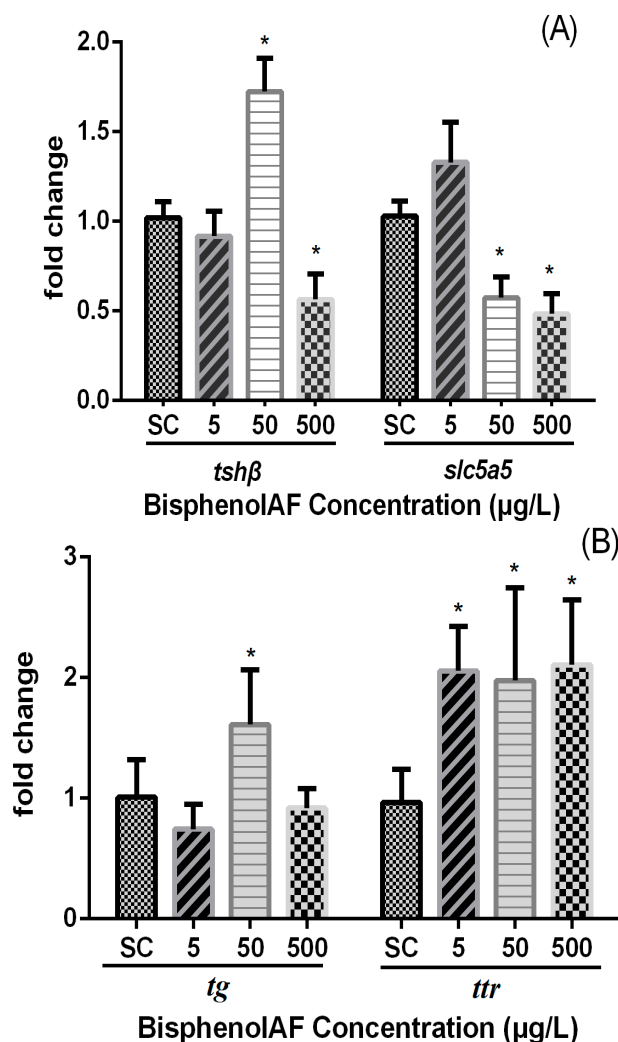 (A)
2.0
1.5
1.0
0.5
0.0
fold change
* * * *
SC 5 50 500 SC 5 50 500
tshβ slc5a5
BisphenolAF Concentration (µg/L)
(B)
3
2
1
0
fold change
* * * *
SC 5 50 500 SC 5 50 500
tg ttr
BisphenolAF Concentration (µg/L)